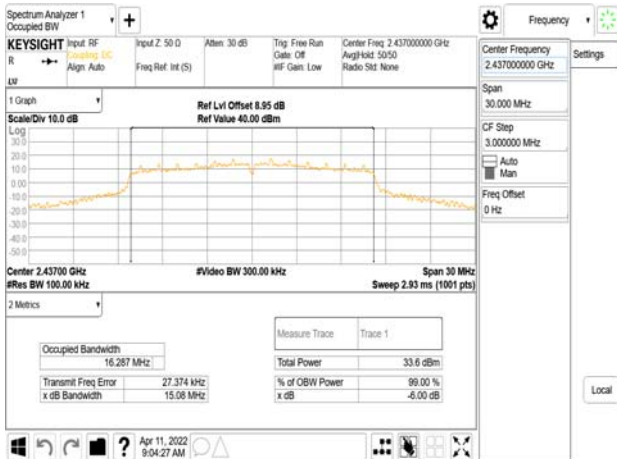 Spectrum Analyzer 1
Occupied BW
Frequency
KEYSIGHT
R
Input: RF
Coupling: DC
Align: Auto
Input Z: 50 Ω
Freq Ref: Int (S)
Atten: 30 dB
Trig: Free Run
Gate: Off
#IF Gain: Low
Center Freq: 2.437000000 GHz
Avg|Hold: 50/50
Radio Std: None
1 Graph
Scale/Div 10.0 dB
Ref Lvl Offset 8.95 dB
Ref Value 40.00 dBm
Log
30.0
20.0
10.0
0.00
-10.0
-20.0
-30.0
-40.0
-50.0
Center 2.43700 GHz
#Res BW 100.00 kHz
#Video BW 300.00 kHz
Span 30 MHz
Sweep 2.93 ms (1001 pts)
2 Metrics
Measure Trace
Trace 1
Occupied Bandwidth
16.287 MHz
Total Power
33.6 dBm
Transmit Freq Error
27.374 kHz
% of OBW Power
99.00 %
x dB Bandwidth
15.08 MHz
x dB
-6.00 dB
Center Frequency
2.437000000 GHz
Settings
Span
30.000 MHz
CF Step
3.000000 MHz
Auto
Man
Freq Offset
0 Hz
Local
?
Apr 11, 2022
9:04:27 AM